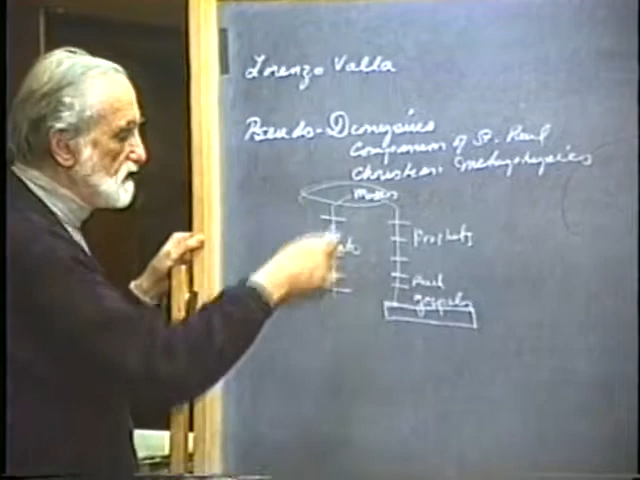 Lorenzo Valla
Pseudo-Dionysius
Companion of St. Paul
Christian Metaphysics
Moses
Prophets
Paul
gospels